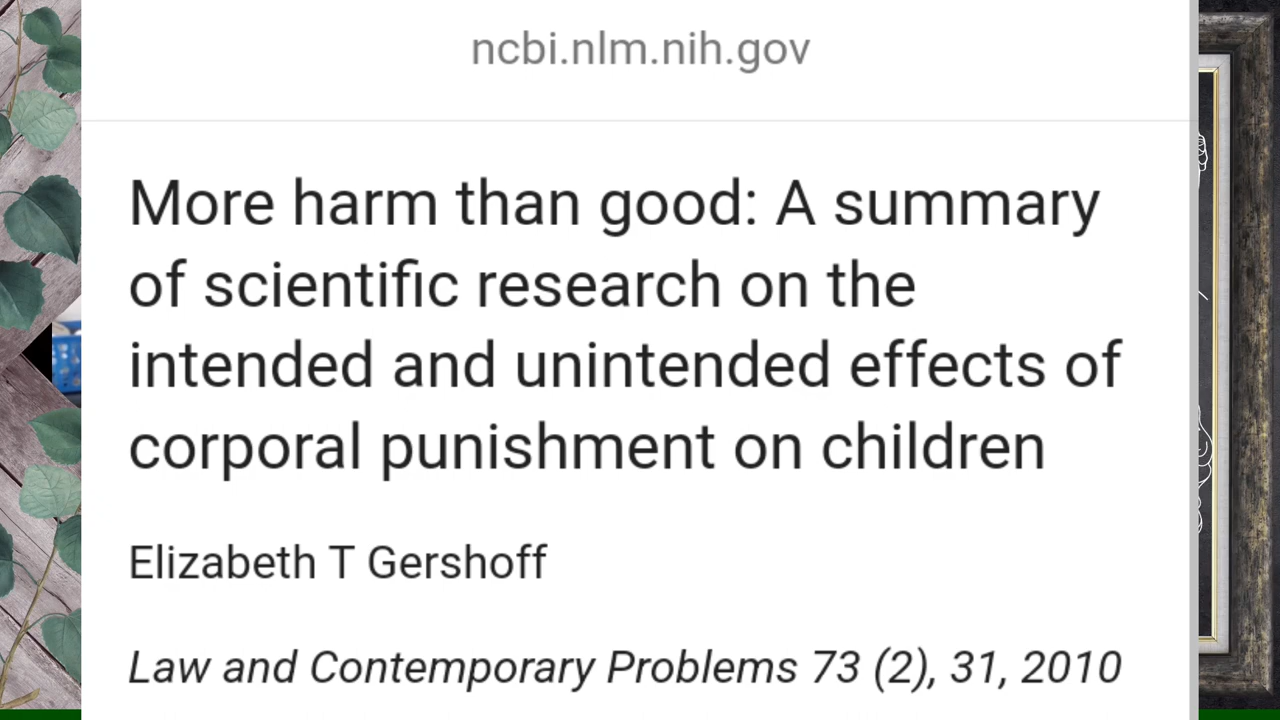 ncbi.nlm.nih.gov
More harm than good: A summary
of scientific research on the
intended and unintended effects of
corporal punishment on children
Elizabeth T Gershoff
Law and Contemporary Problems 73 (2), 31, 2010